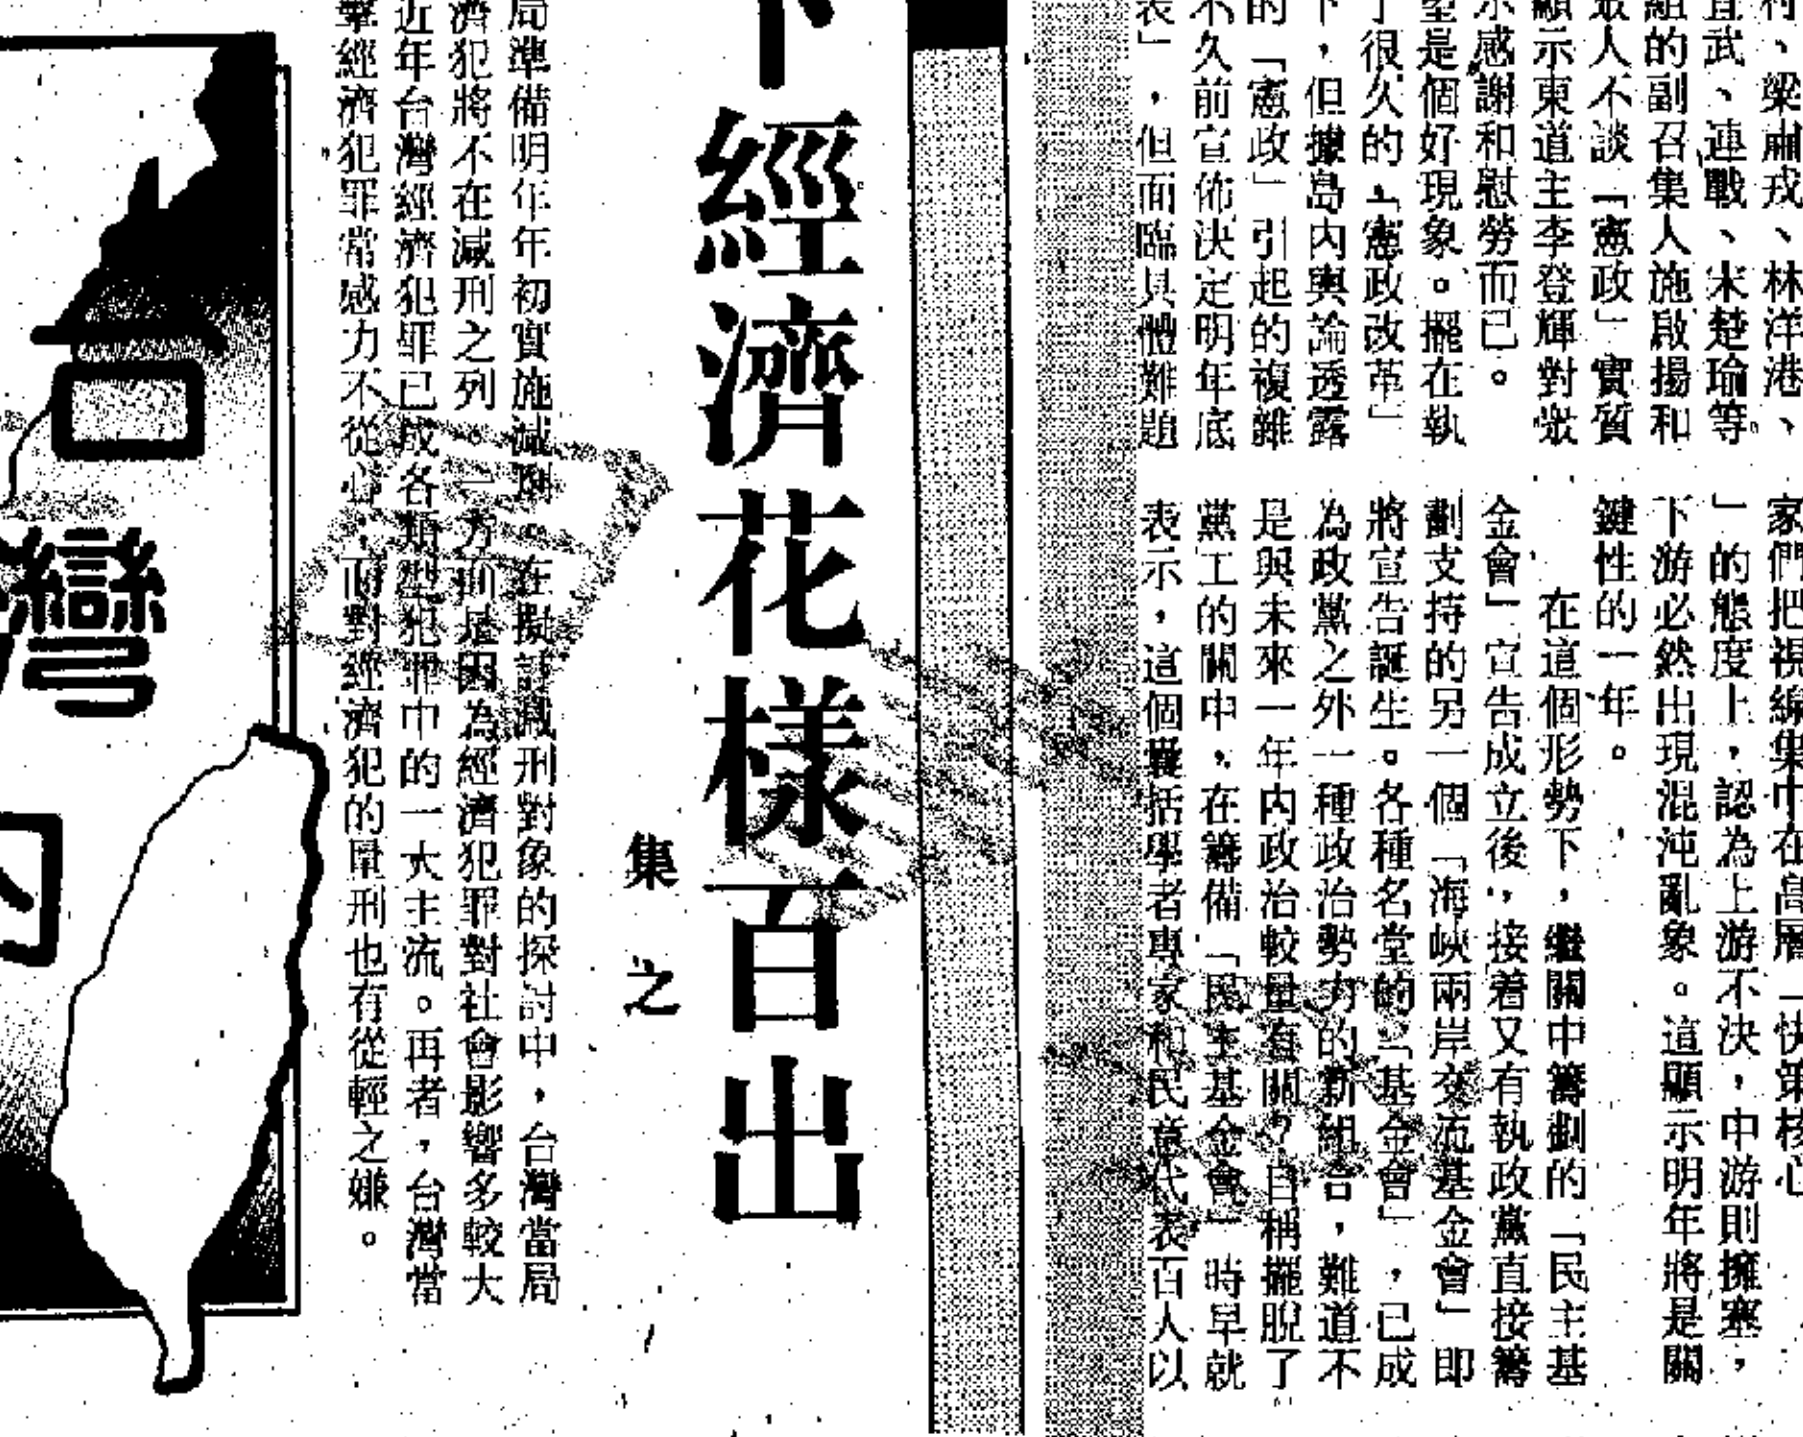 村、梁肅戎、林洋港、
宜武、連戰、宋楚瑜等
組的副召集人施啟揚和
眾人不談「憲政」實質
顯示東道主李登輝對眾
示感謝和慰勞而已。
望是個好現象。擺在執
了很久的「憲政改革」
下，但據島內輿論透露
的「憲政」引起的複雜
不久前宣佈決定明年底
表」，但面臨具體難題
家們把視線集中在高層「快策核心
」的態度上，認為上游不決，中游則擁塞，
下游必然出現混沌亂象。這顯示明年將是關
鍵性的一年。
在這個形勢下，繼關中籌劃的「民主基
金會」宣告成立後，接着又有執政黨直接籌
劃支持的另一個「海峽兩岸交流基金會」即
將宣告誕生。各種名堂的「基金會」，已成
為政黨之外一種政治勢力的新組合，難道不
是與未來一年內政治較量有關？自稱擺脫了
黨工的關中，在籌備「民主基金會」時早就
表示，這個囊括學者專家和民意代表百人以
下經濟花樣百出
集之
局準備明年年初實施減刑。在擬議減刑對象的探討中，台灣當局
濟犯將不在減刑之列。一方面是因為經濟犯罪對社會影響多較大
近年台灣經濟犯罪已成各類型犯罪中的一大主流。再者，台灣當
擊經濟犯罪常感力不從心，而對經濟犯的量刑也有從輕之嫌。
台灣內